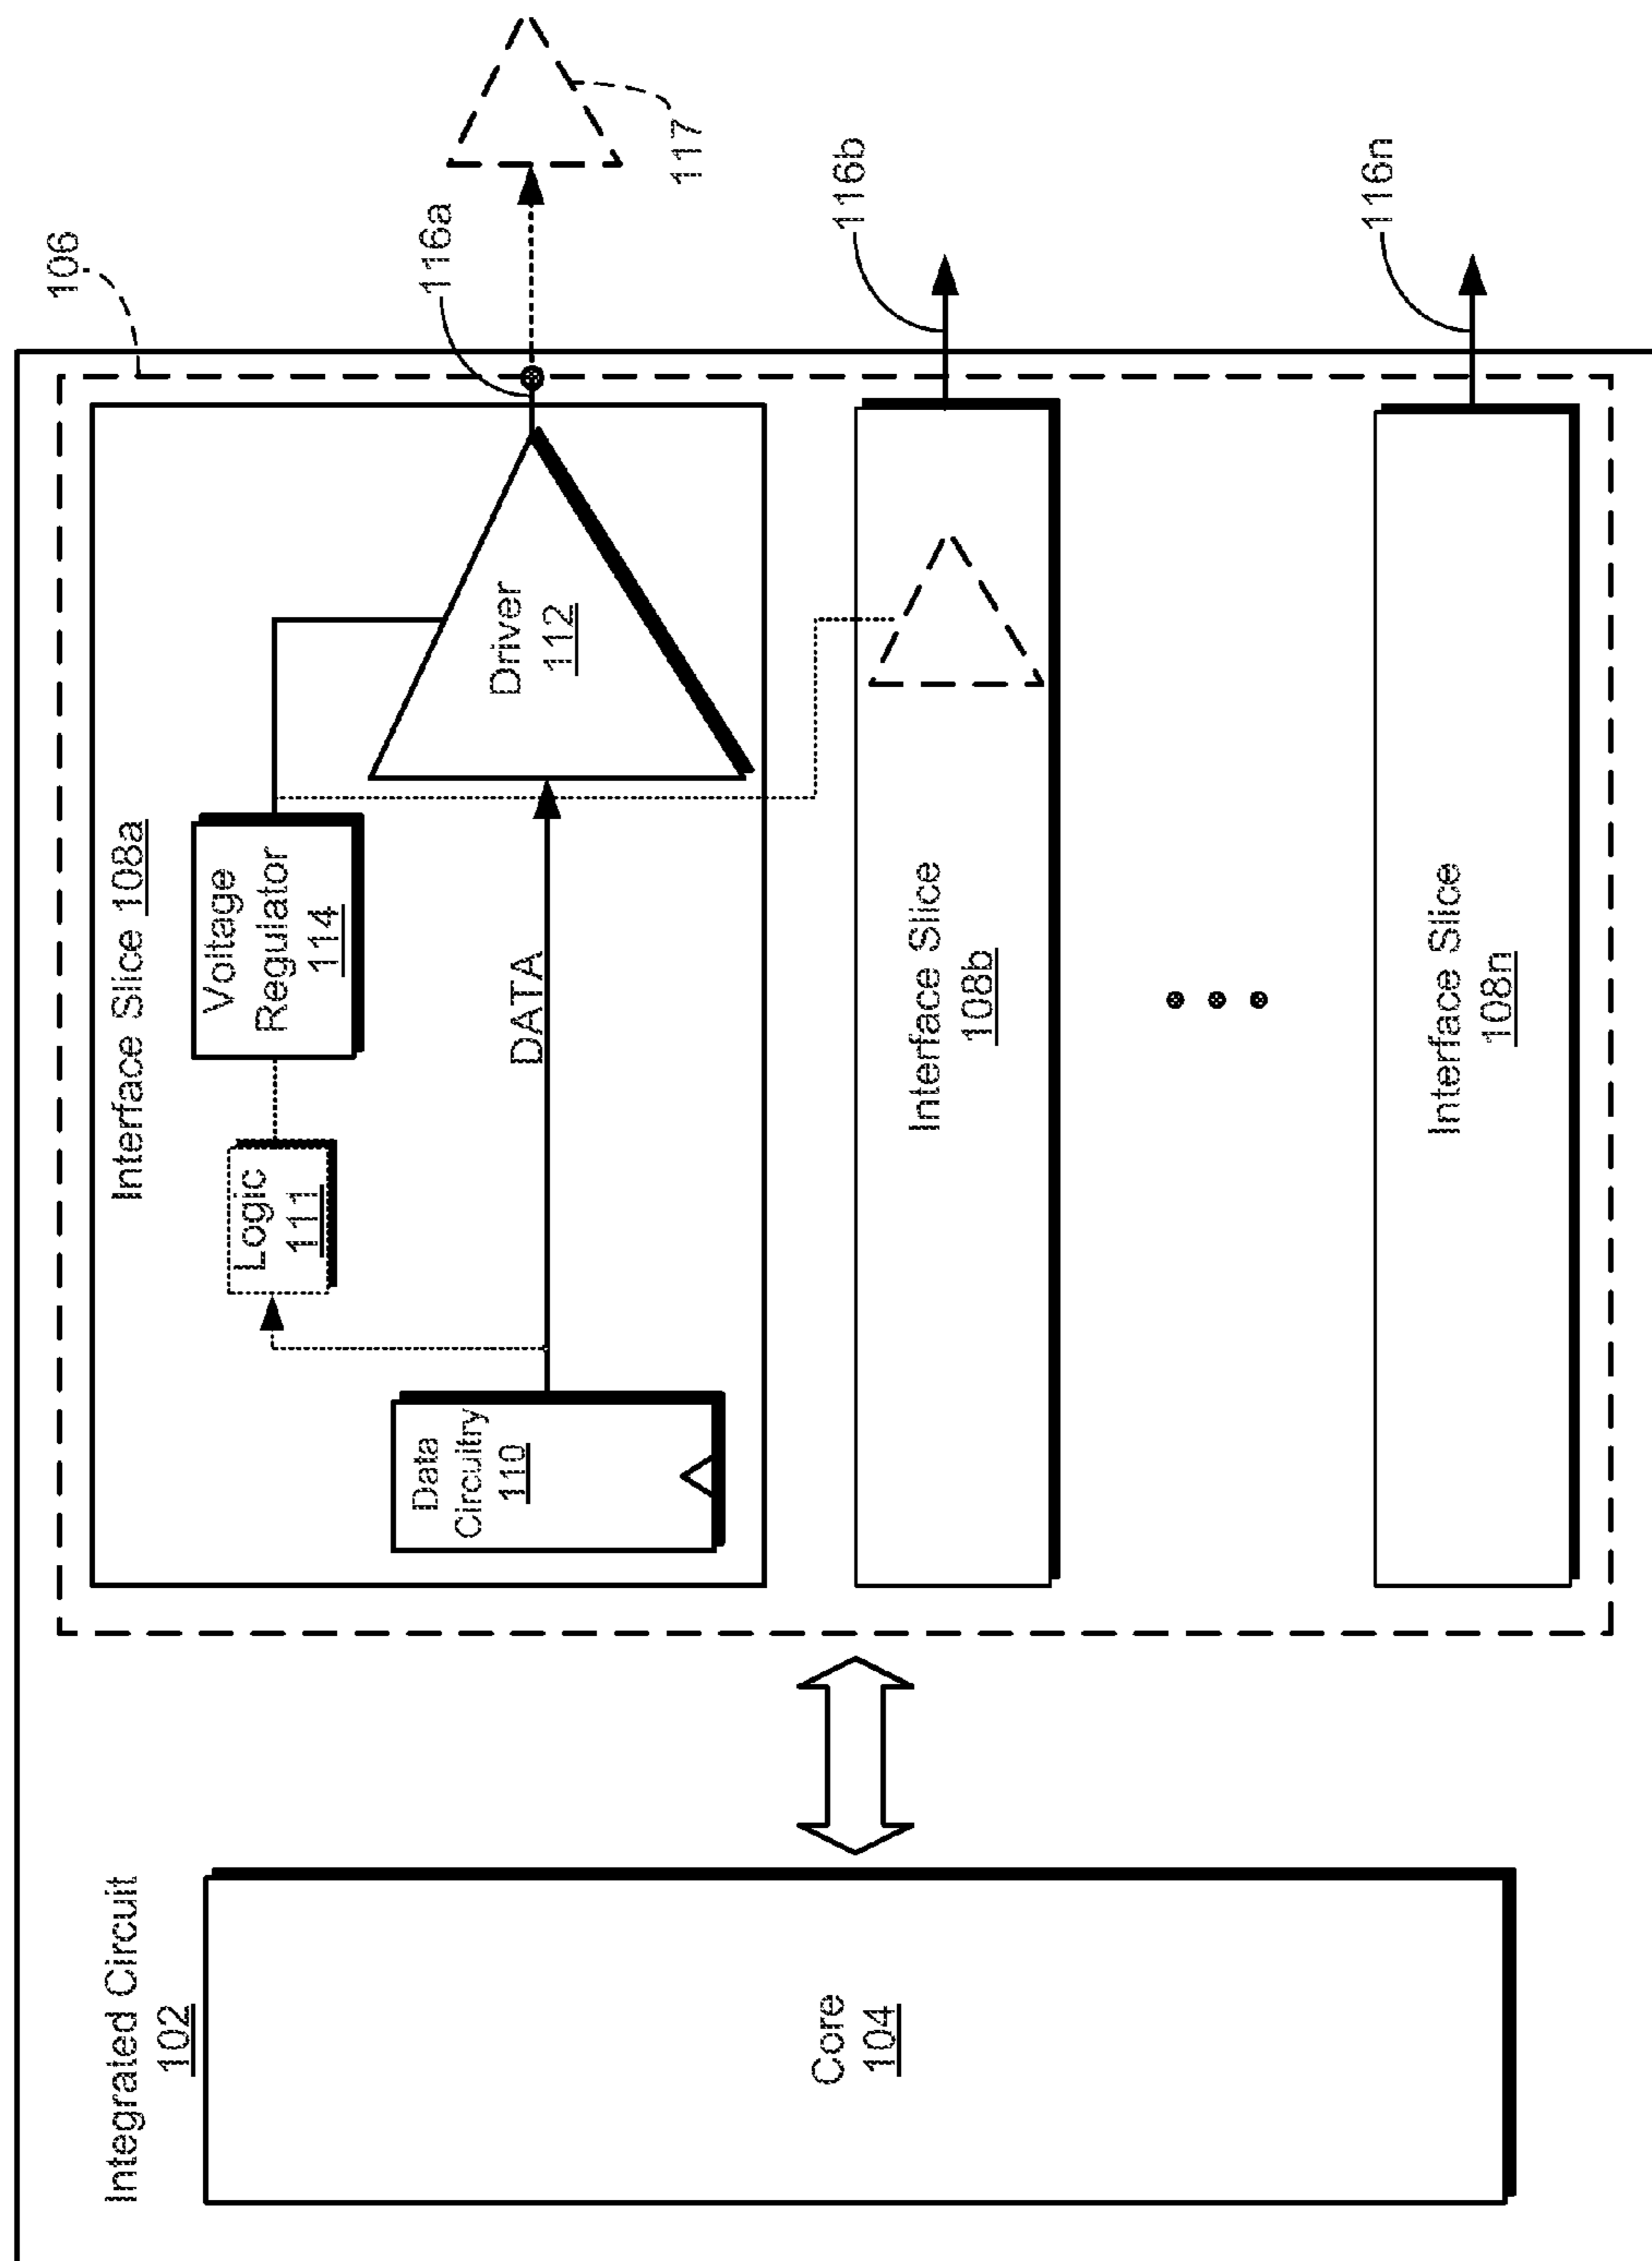 Integrated Circuit
102
Core
104
106
Interface Slice 108a
Data
Circuitry
110
Logic
111
Voltage
Regulator
114
DATA
Driver
112
116a
117
Interface Slice
108b
116b
Interface Slice
108n
116n